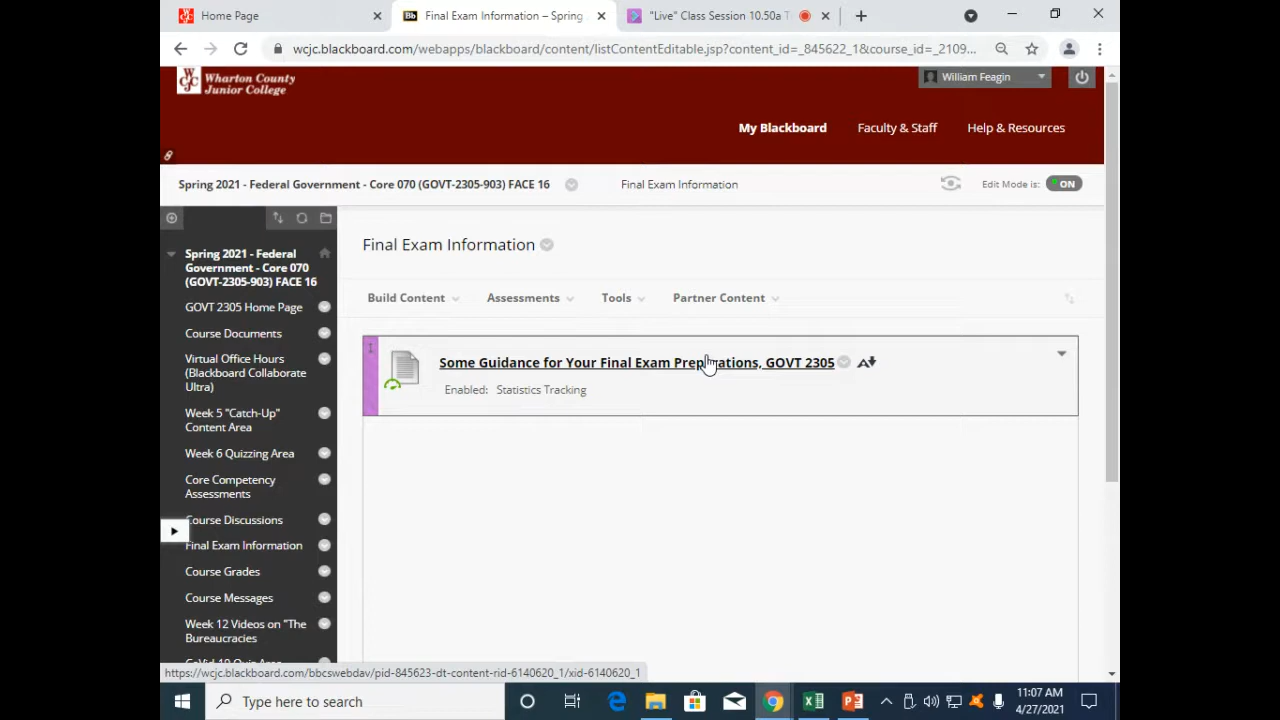 Home Page
Final Exam Information – Spring
"Live" Class Session 10.50a T
wcjc.blackboard.com/webapps/blackboard/content/listContentEditable.jsp?content_id=_845622_1&course_id=_2109...
WCJC
Wharton County
Junior College
William Feagin
My Blackboard
Faculty & Staff
Help & Resources
Spring 2021 - Federal Government - Core 070 (GOVT-2305-903) FACE 16
Final Exam Information
Edit Mode is:
ON
Spring 2021 - Federal
Government - Core 070
(GOVT-2305-903) FACE 16
GOVT 2305 Home Page
Course Documents
Virtual Office Hours
(Blackboard Collaborate
Ultra)
Week 5 "Catch-Up"
Content Area
Week 6 Quizzing Area
Core Competency
Assessments
Course Discussions
Final Exam Information
Course Grades
Course Messages
Week 12 Videos on "The
Bureaucracies
CoVid-19 Quiz Area
Final Exam Information
Build Content
Assessments
Tools
Partner Content
1
Some Guidance for Your Final Exam Preparations, GOVT 2305
Enabled: Statistics Tracking
https://wcjc.blackboard.com/bbcswebdav/pid-845623-dt-content-rid-6140620_1/xid-6140620_1
Type here to search
11:07 AM
4/27/2021